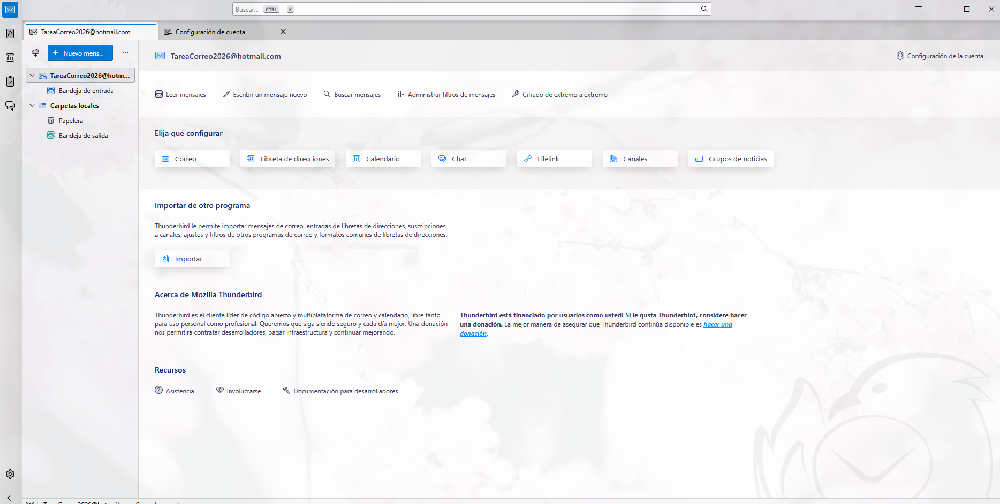 Buscar... CTRL + K
TareaCorreo2026@hotmail.com
Configuración de cuenta
+ Nuevo mens...
TareaCorreo2026@hotm...
Bandeja de entrada
Carpetas locales
Papelera
Bandeja de salida
TareaCorreo2026@hotmail.com
Configuración de la cuenta
Leer mensajes
Escribir un mensaje nuevo
Buscar mensajes
Administrar filtros de mensajes
Cifrado de extremo a extremo
Elija qué configurar
Correo
Libreta de direcciones
Calendario
Chat
Filelink
Canales
Grupos de noticias
Importar de otro programa
Thunderbird le permite importar mensajes de correo, entradas de libretas de direcciones, suscripciones
a canales, ajustes y filtros de otros programas de correo y formatos comunes de libretas de direcciones.
Importar
Acerca de Mozilla Thunderbird
Thunderbird es el cliente líder de código abierto y multiplataforma de correo y calendario, libre tanto
para uso personal como profesional. Queremos que siga siendo seguro y cada día mejor. Una donación
nos permitirá contratar desarrolladores, pagar infraestructura y continuar mejorando.
Thunderbird está financiado por usuarios como usted! Si le gusta Thunderbird, considere hacer
una donación. La mejor manera de asegurar que Thunderbird continúa disponible es hacer una
donación.
Recursos
Asistencia
Involucrarse
Documentación para desarrolladores